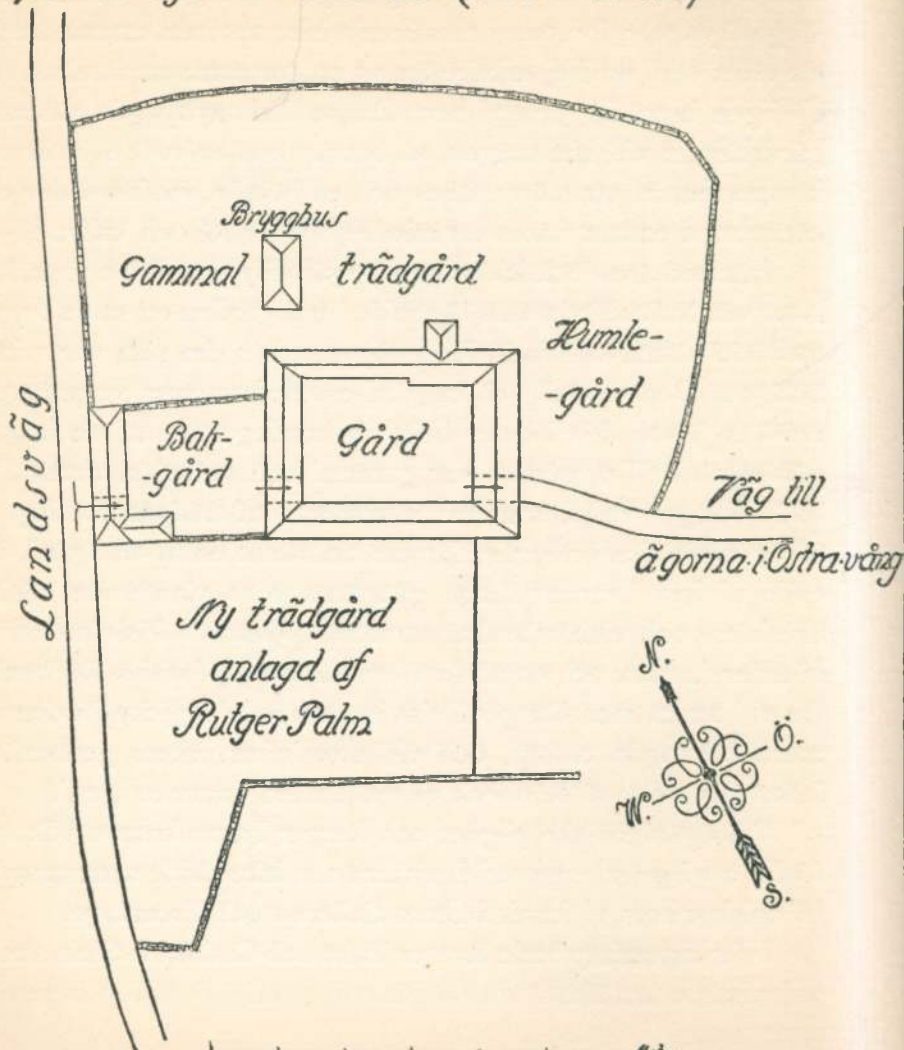 Brygghus
Gammal trädgård
Humle-
-gård
Landsväg
Bak-
-gård
Gård
Väg till
ägorna i Östra vång
Ny trädgård
anlagd af
Rutger Palm
N.
Ö.
W.
S.